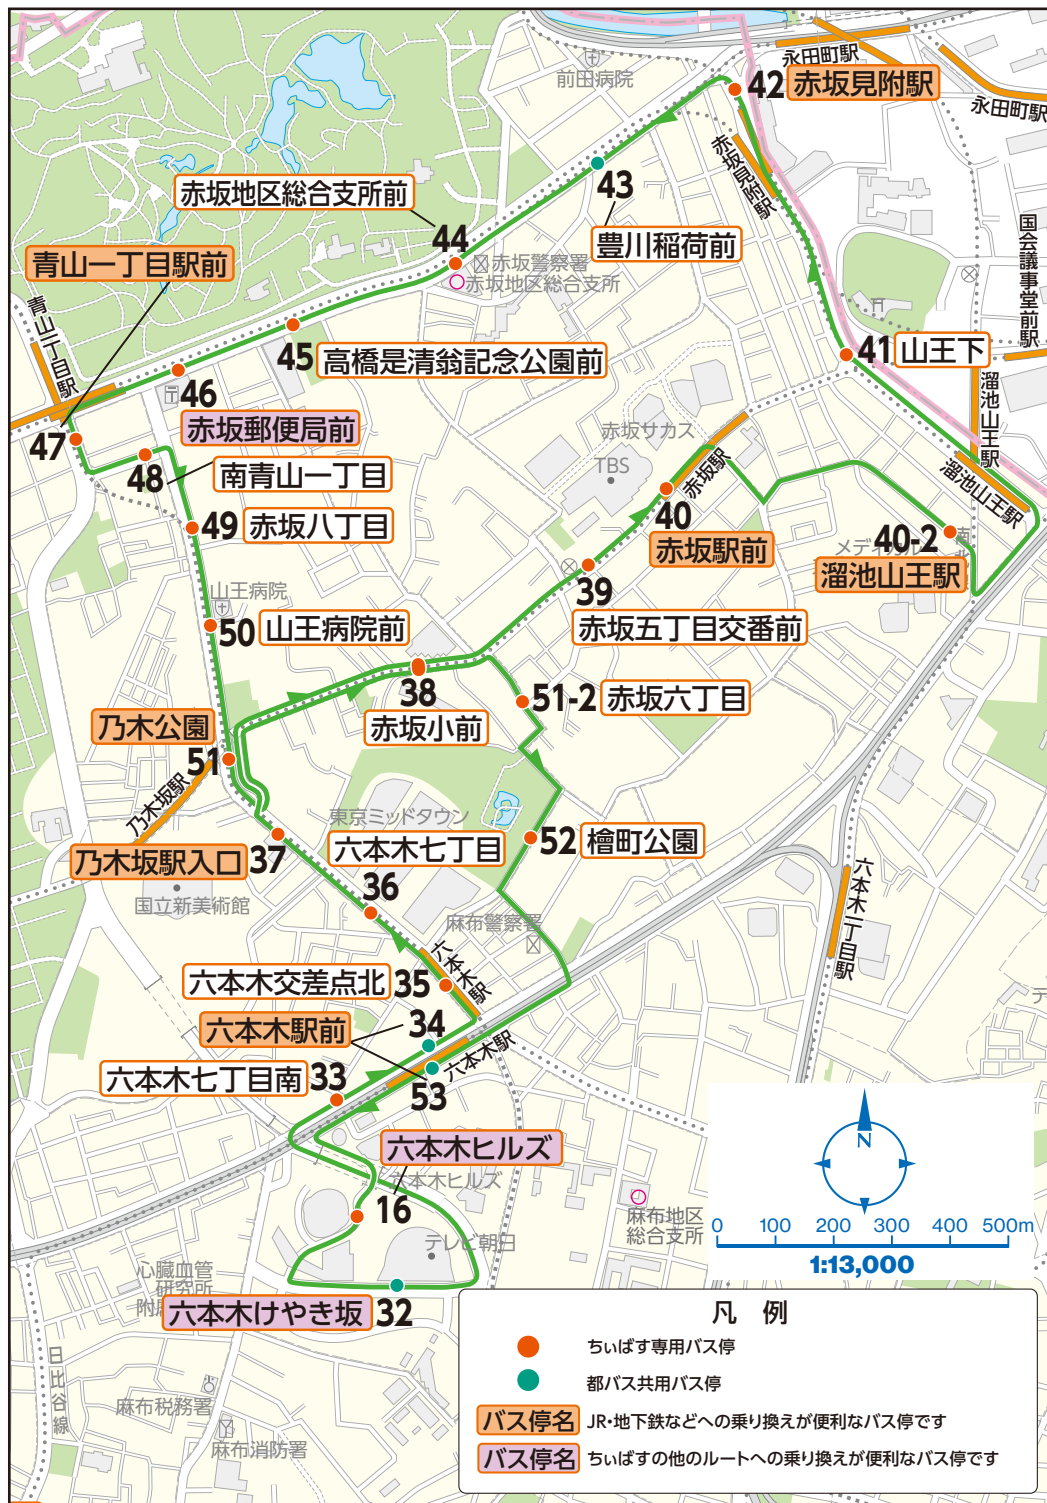 永田町駅
42 赤坂見附駅
永田町駅
前田病院
赤坂見附駅
43
豊川稲荷前
赤坂地区総合支所前
44
赤坂警察署
赤坂地区総合支所
国会議事堂前駅
青山一丁目駅前
青山一丁目駅
45 高橋是清翁記念公園前
41 山王下
46
赤坂郵便局前
溜池山王駅
47
赤坂サカス
TBS
赤坂駅
48
南青山一丁目
溜池山王駅
40
赤坂駅前
49 赤坂八丁目
メディカル
南北
40-2
溜池山王駅
39
赤坂五丁目交番前
山王病院
50 山王病院前
38
赤坂小前
51-2 赤坂六丁目
乃木公園
51
乃木坂駅
東京ミッドタウン
52 檜町公園
六本木七丁目
乃木坂駅入口 37
国立新美術館
36
麻布警察署
六本木一丁目駅
六本木駅
六本木交差点北 35
六本木駅前
34
六本木駅
六本木七丁目南 33
53
六本木ヒルズ
六本木ヒルズ
16
テレビ朝日
麻布地区
総合支所
心臓血管
研究所
附
六本木けやき坂 32
日比谷線
麻布税務署
麻布消防署
N
0 100 200 300 400 500m
1:13,000
凡 例
ちぃばす専用バス停
都バス共用バス停
バス停名 JR・地下鉄などへの乗り換えが便利なバス停です
バス停名 ちぃばすの他のルートへの乗り換えが便利なバス停です